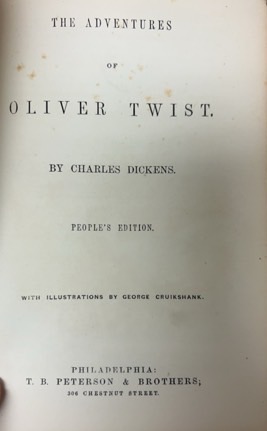 THE ADVENTURES
OF
OLIVER TWIST.
BY CHARLES DICKENS.
PEOPLE'S EDITION.
WITH ILLUSTRATIONS BY GEORGE CRUIKSHANK.
PHILADELPHIA:
T. B. PETERSON & BROTHERS;
306 CHESTNUT STREET.